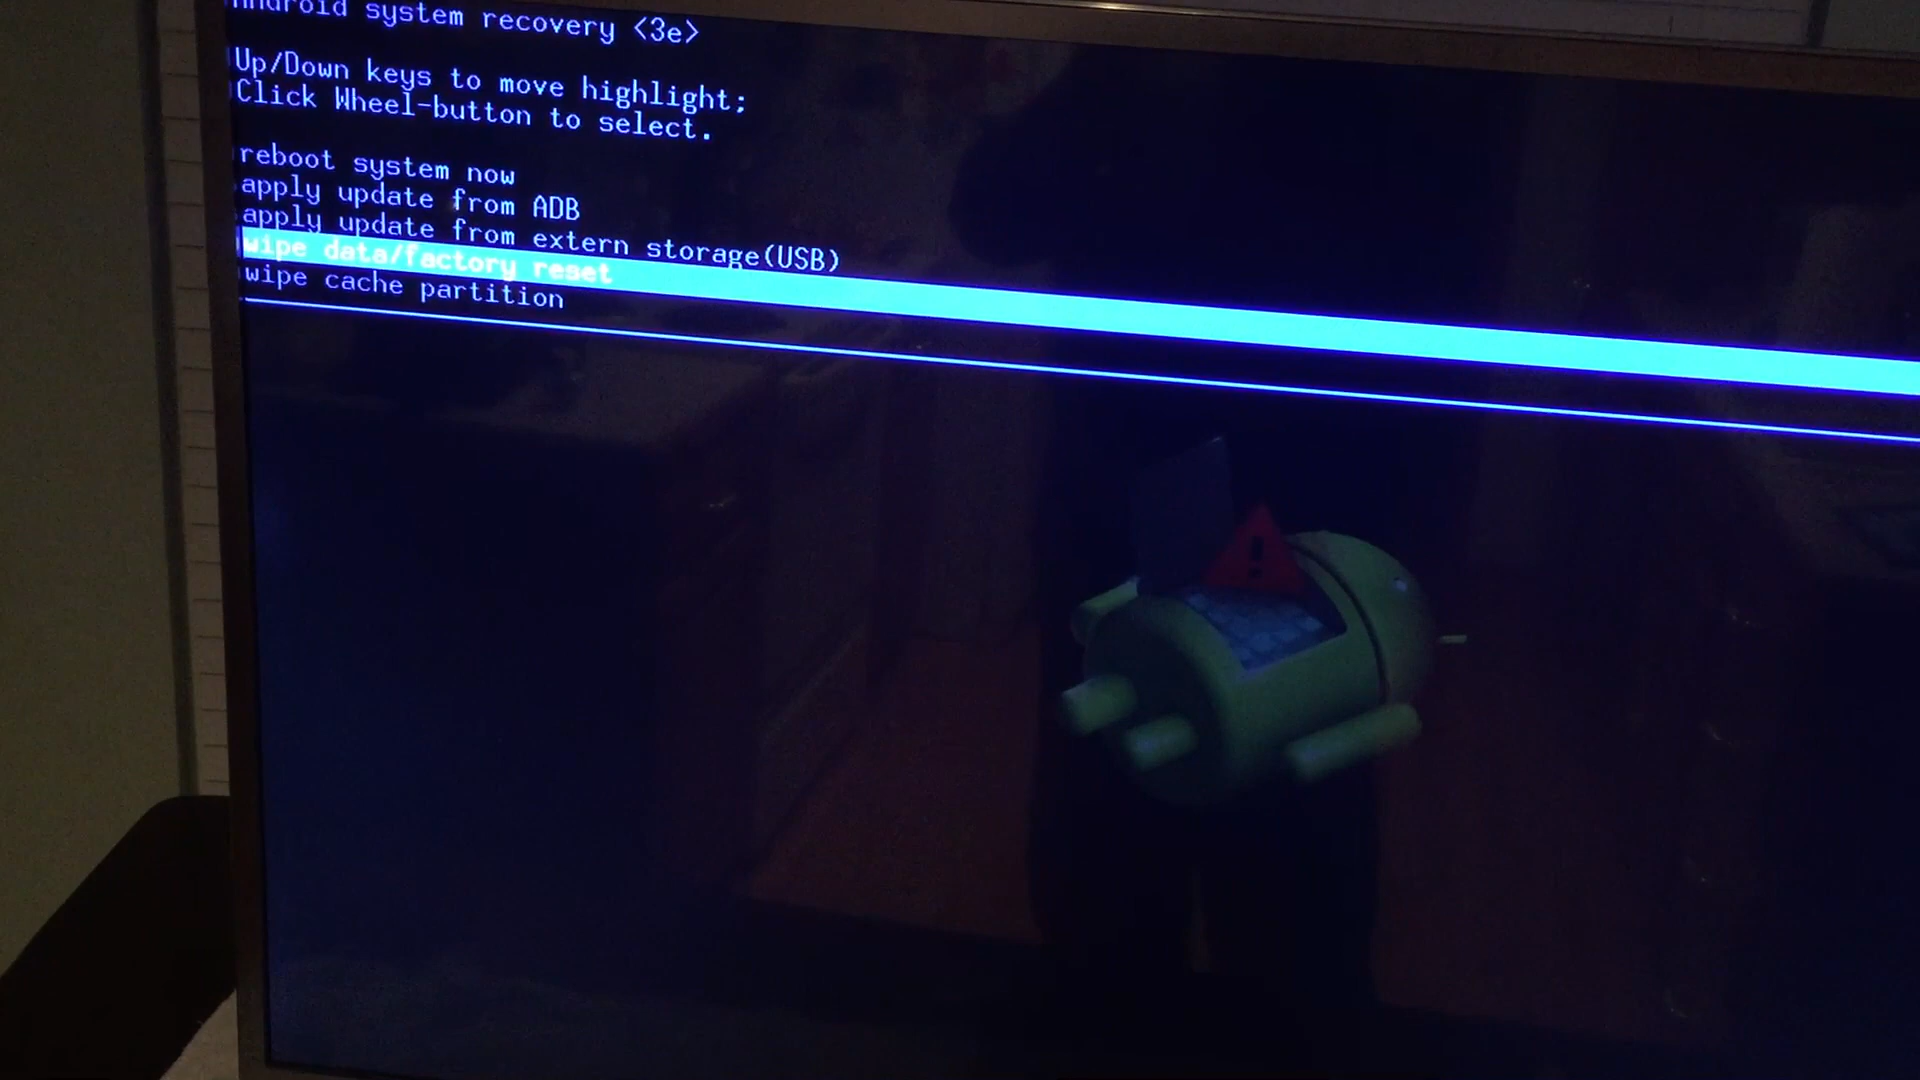 Android system recovery <3e>
Up/Down keys to move highlight;
Click Wheel-button to select.
reboot system now
apply update from ADB
apply update from extern storage(USB)
wipe data/factory reset
wipe cache partition
!